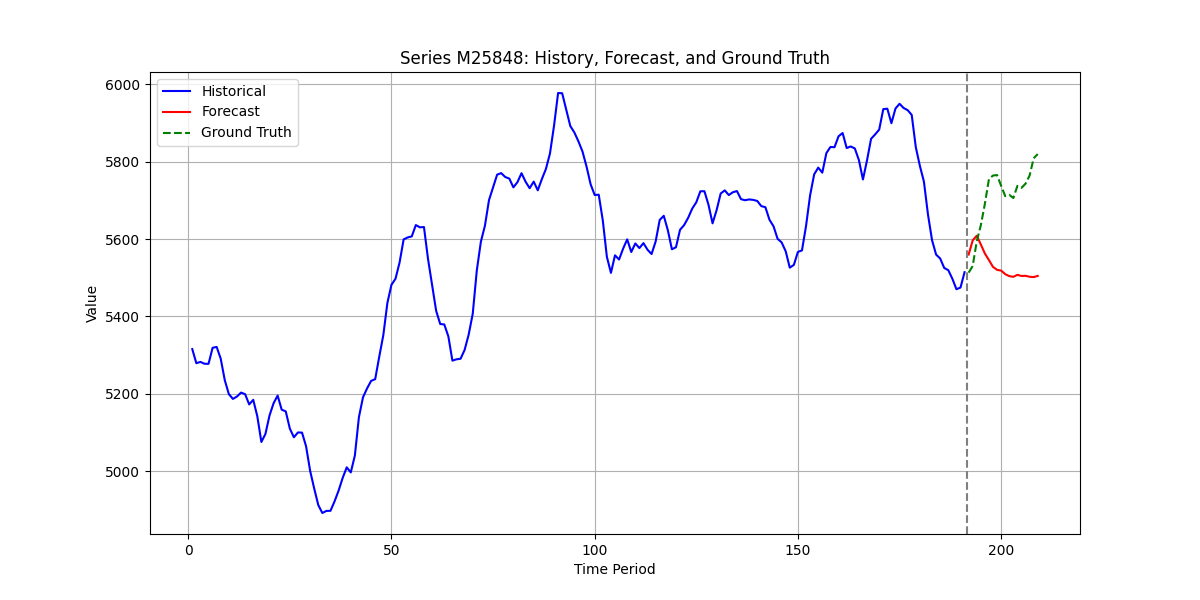 Series M25848: History, Forecast, and Ground Truth
Historical
Forecast
Ground Truth
6000
5800
5600
5400
5200
5000
Value
0 50 100 150 200
Time Period